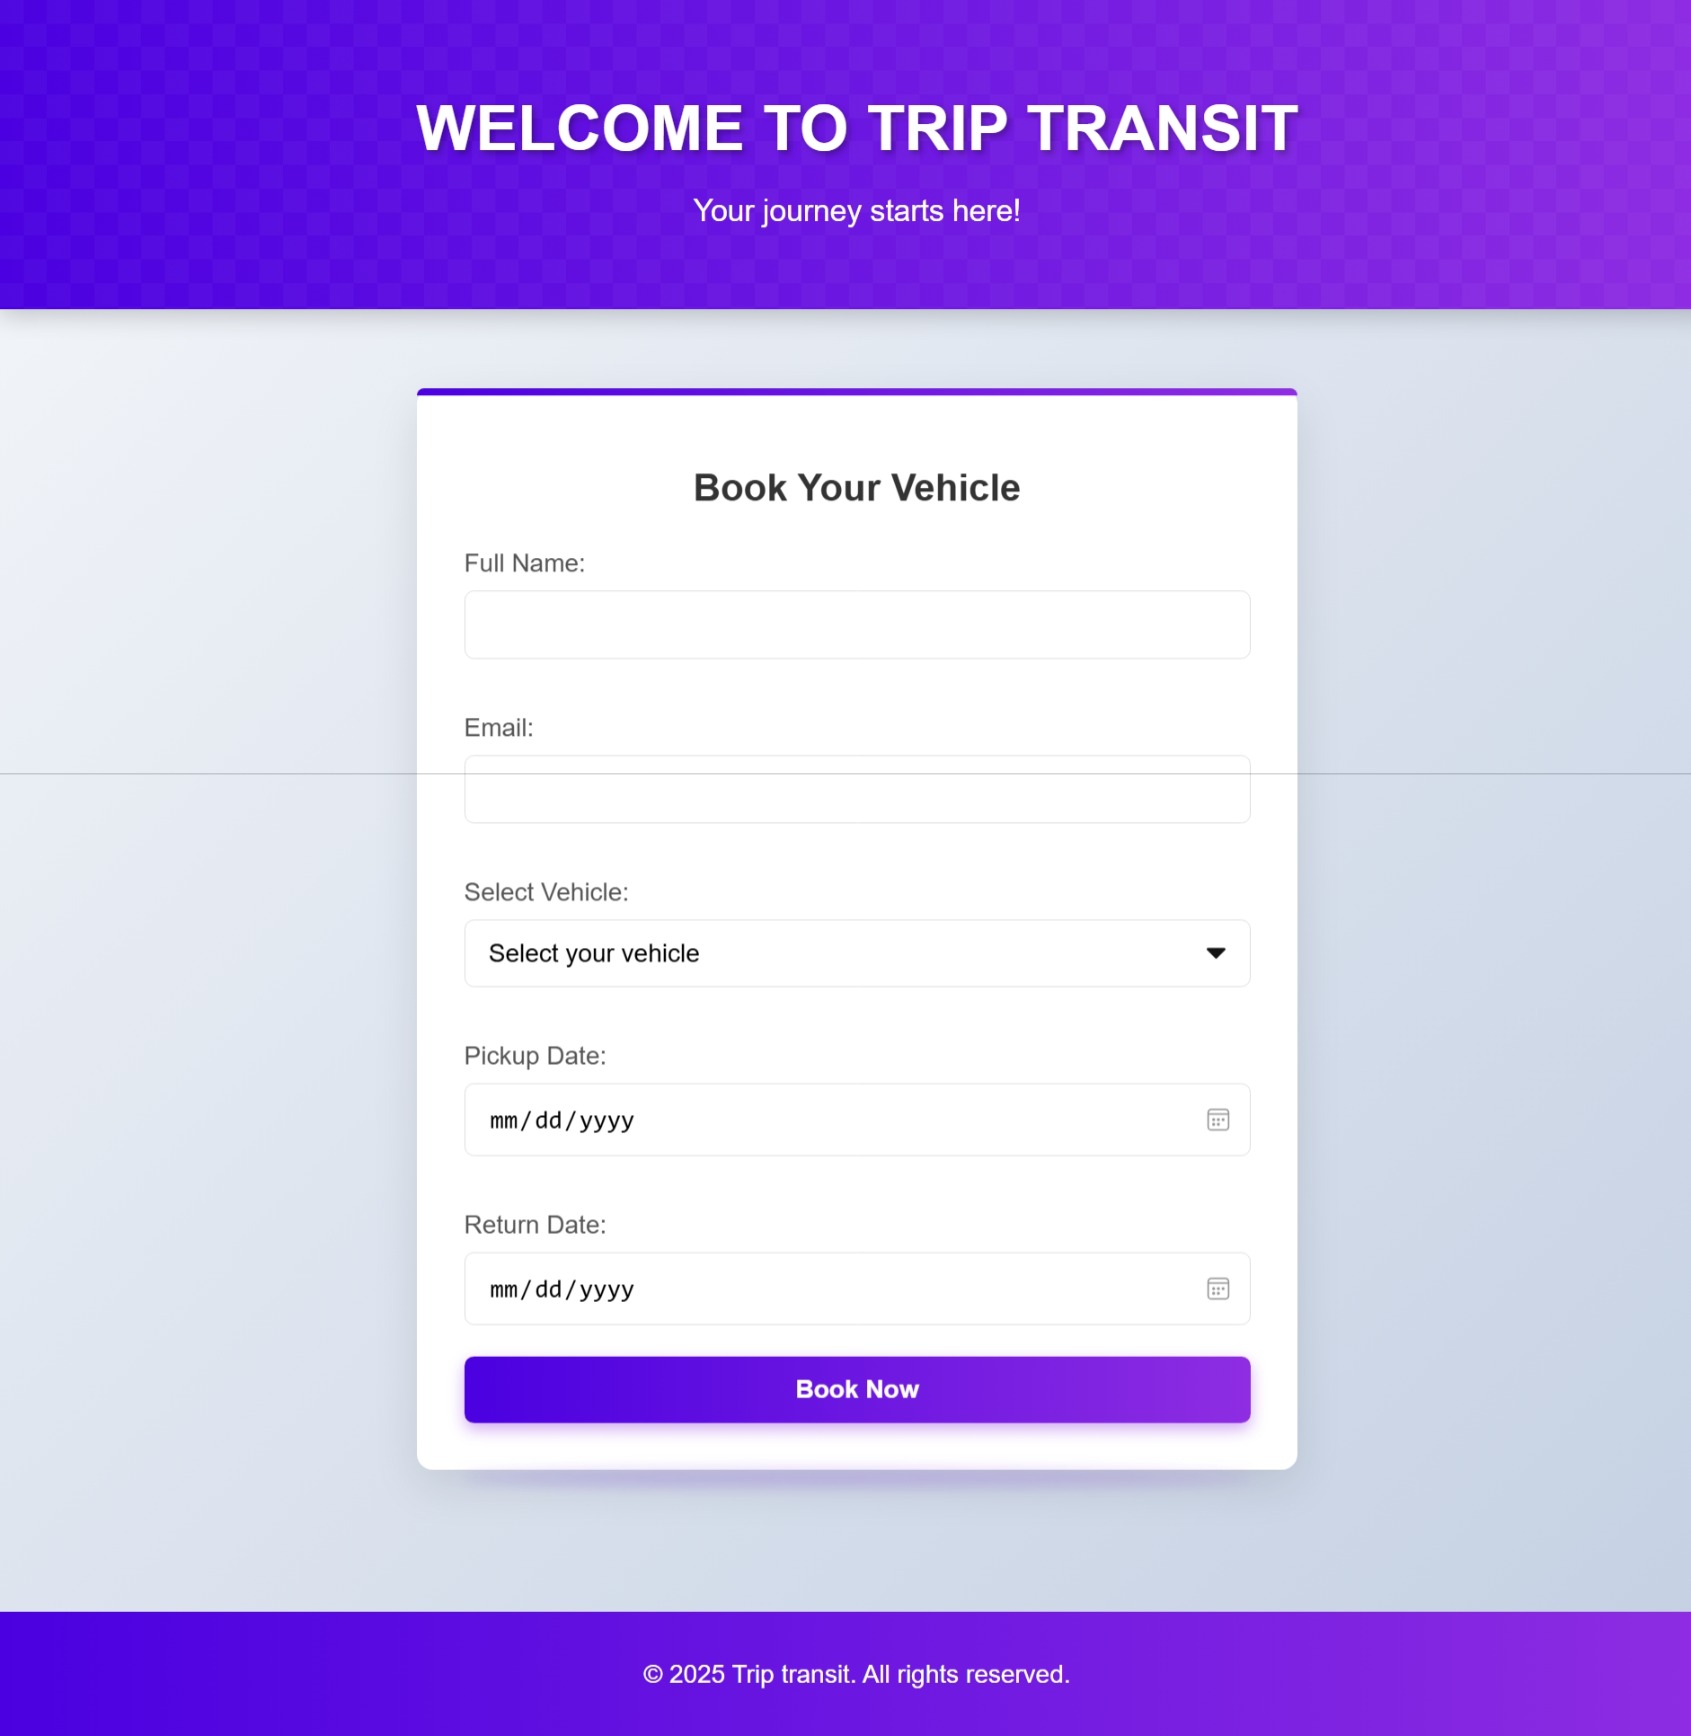 WELCOME TO TRIP TRANSIT
Your journey starts here!
Book Your Vehicle
Full Name:
Email:
Select Vehicle:
Select your vehicle
Pickup Date:
mm/dd/yyyy
Return Date:
mm/dd/yyyy
Book Now
© 2025 Trip transit. All rights reserved.